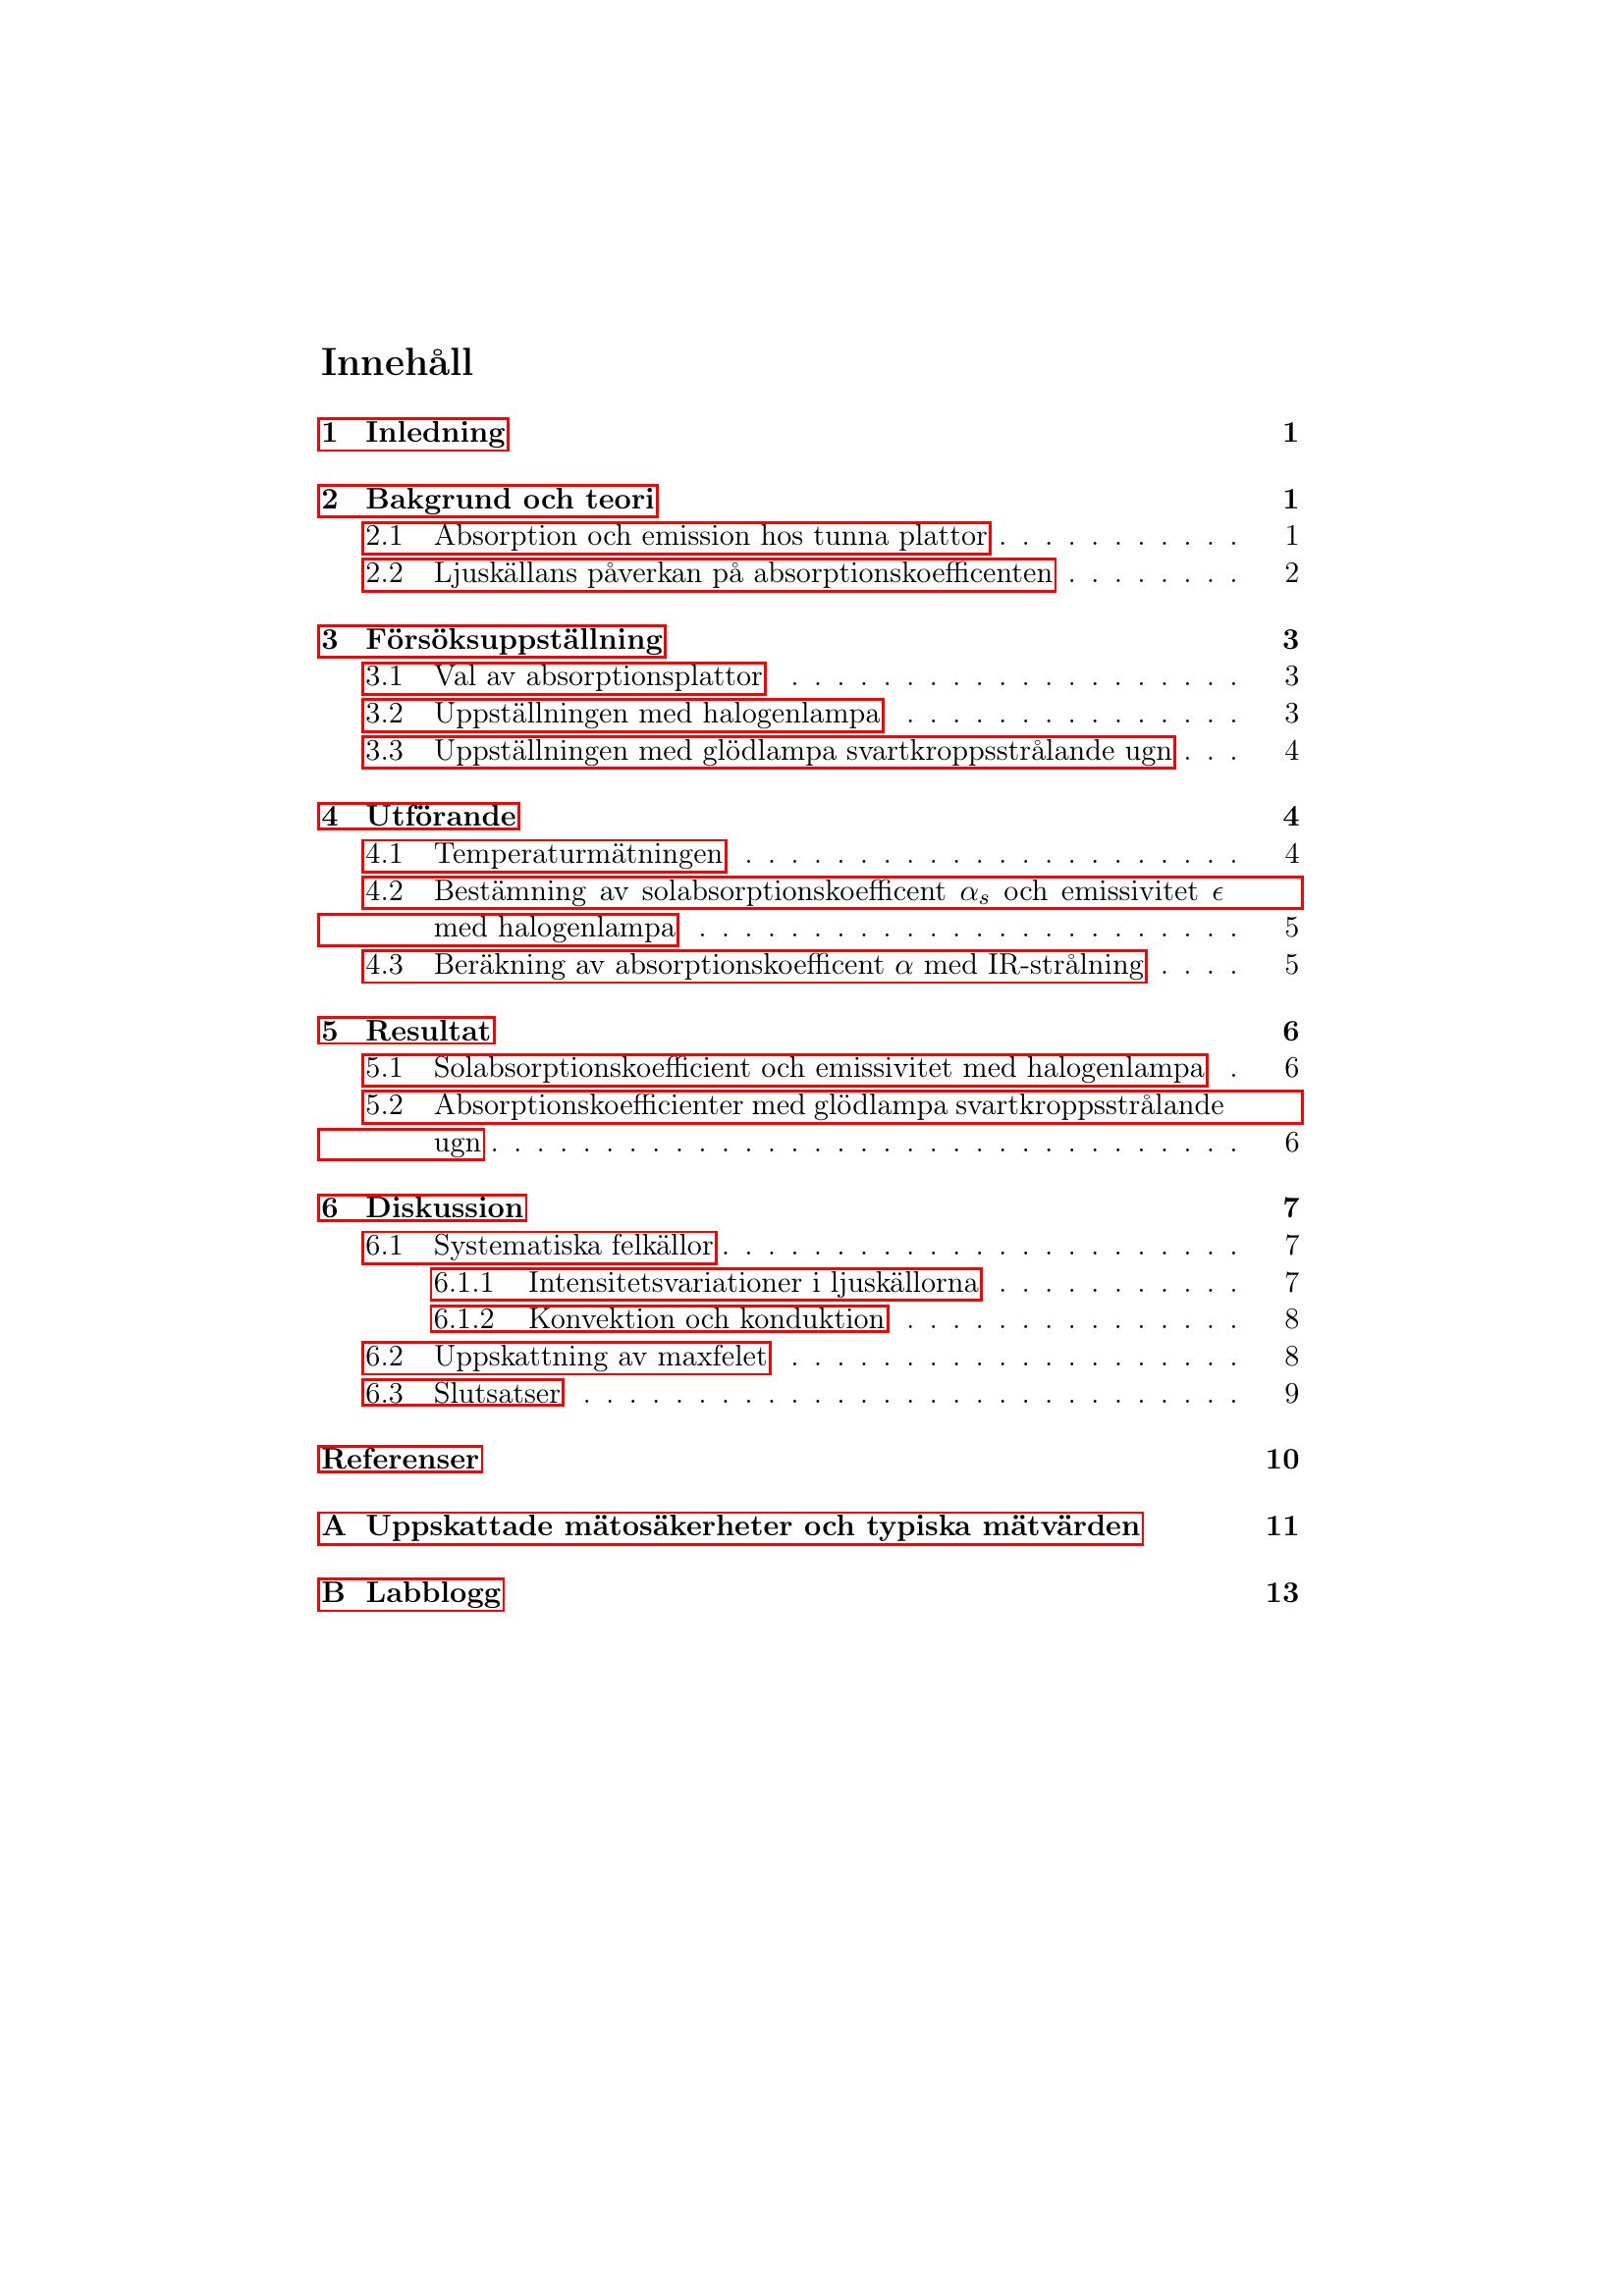 Innehåll
1 Inledning 1
2 Bakgrund och teori 1
2.1 Absorption och emission hos tunna plattor . . . . . . . . . . . 1
2.2 Ljuskällans påverkan på absorptionskoefficenten . . . . . . . . 2
3 Försöksuppställning 3
3.1 Val av absorptionsplattor . . . . . . . . . . . . . . . . . . . . 3
3.2 Uppställningen med halogenlampa . . . . . . . . . . . . . . . 3
3.3 Uppställningen med glödlampa svartkroppsstrålande ugn . . . 4
4 Utförande 4
4.1 Temperaturmätningen . . . . . . . . . . . . . . . . . . . . . . 4
4.2 Bestämning av solabsorptionskoefficent αs och emissivitet ϵ
med halogenlampa . . . . . . . . . . . . . . . . . . . . . . . . 5
4.3 Beräkning av absorptionskoefficent α med IR-strålning . . . . 5
5 Resultat 6
5.1 Solabsorptionskoefficient och emissivitet med halogenlampa . 6
5.2 Absorptionskoefficienter med glödlampa svartkroppsstrålande
ugn . . . . . . . . . . . . . . . . . . . . . . . . . . . . . . . . . 6
6 Diskussion 7
6.1 Systematiska felkällor . . . . . . . . . . . . . . . . . . . . . . . 7
6.1.1 Intensitetsvariationer i ljuskällorna . . . . . . . . . . . 7
6.1.2 Konvektion och konduktion . . . . . . . . . . . . . . . 8
6.2 Uppskattning av maxfelet . . . . . . . . . . . . . . . . . . . . 8
6.3 Slutsatser . . . . . . . . . . . . . . . . . . . . . . . . . . . . . 9
Referenser 10
A Uppskattade mätosäkerheter och typiska mätvärden 11
B Labblogg 13